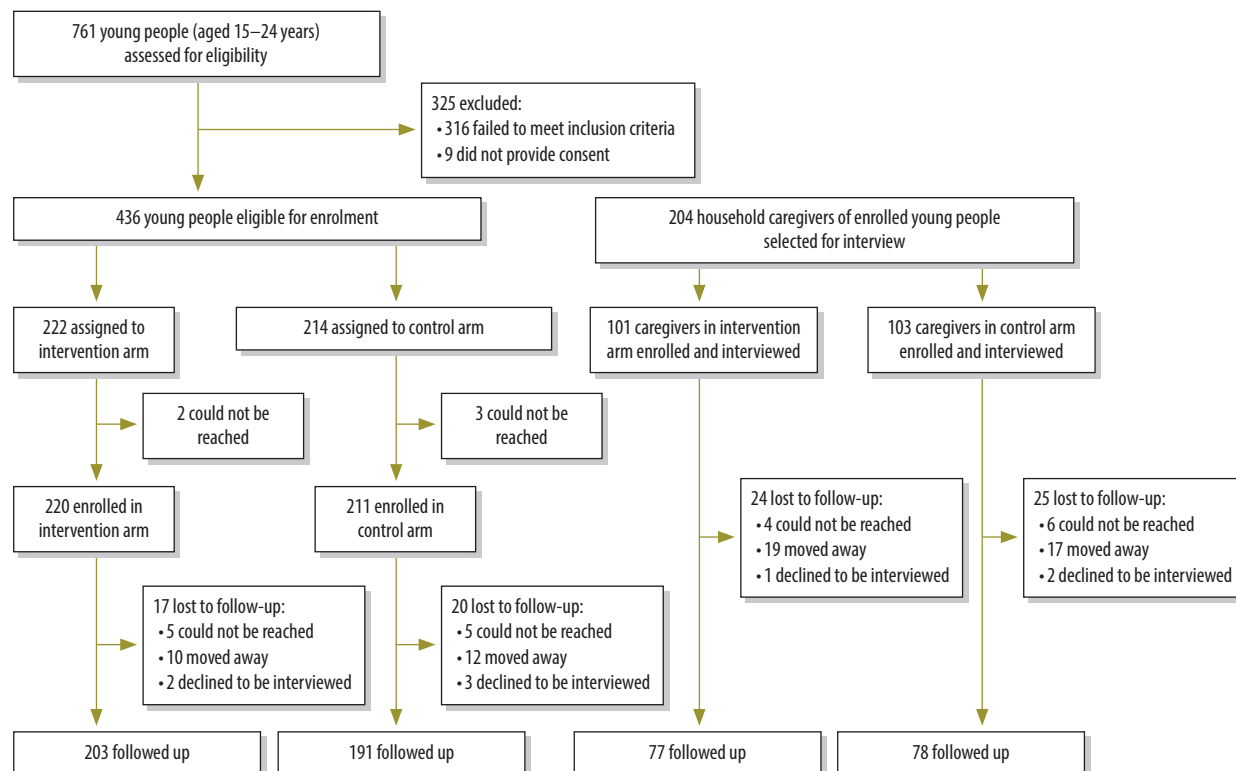 761 young people (aged 15–24 years)
assessed for eligibility
325 excluded:
• 316 failed to meet inclusion criteria
• 9 did not provide consent
436 young people eligible for enrolment
204 household caregivers of enrolled young people
selected for interview
222 assigned to
intervention arm
214 assigned to control arm
101 caregivers in intervention
arm enrolled and interviewed
103 caregivers in control arm
enrolled and interviewed
2 could not be
reached
3 could not be
reached
220 enrolled in
intervention arm
211 enrolled in
control arm
24 lost to follow-up:
• 4 could not be reached
• 19 moved away
• 1 declined to be interviewed
25 lost to follow-up:
• 6 could not be reached
• 17 moved away
• 2 declined to be interviewed
17 lost to follow-up:
• 5 could not be reached
• 10 moved away
• 2 declined to be interviewed
20 lost to follow-up:
• 5 could not be reached
• 12 moved away
• 3 declined to be interviewed
203 followed up
191 followed up
77 followed up
78 followed up